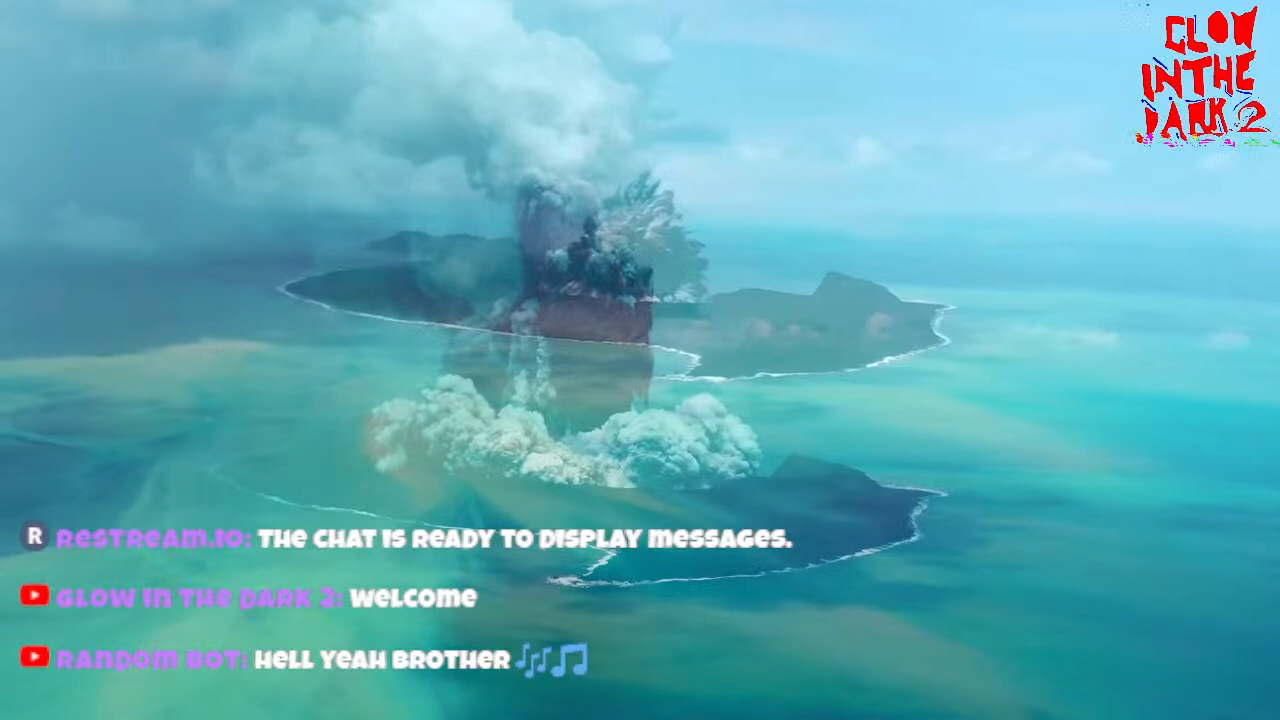 GLOW
IN THE
DARK 2
R Restream.io: The chat is ready to display messages.
Glow in the Dark 2: Welcome
Random Bot: Hell yeah brother 🎶🎵